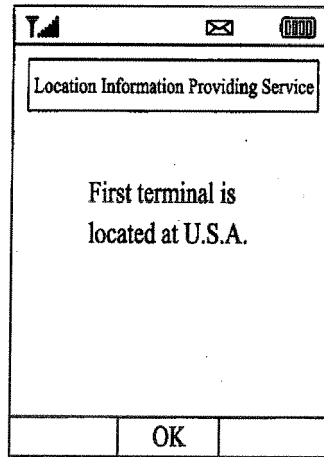 Location Information Providing Service
First terminal is
located at U.S.A.
OK